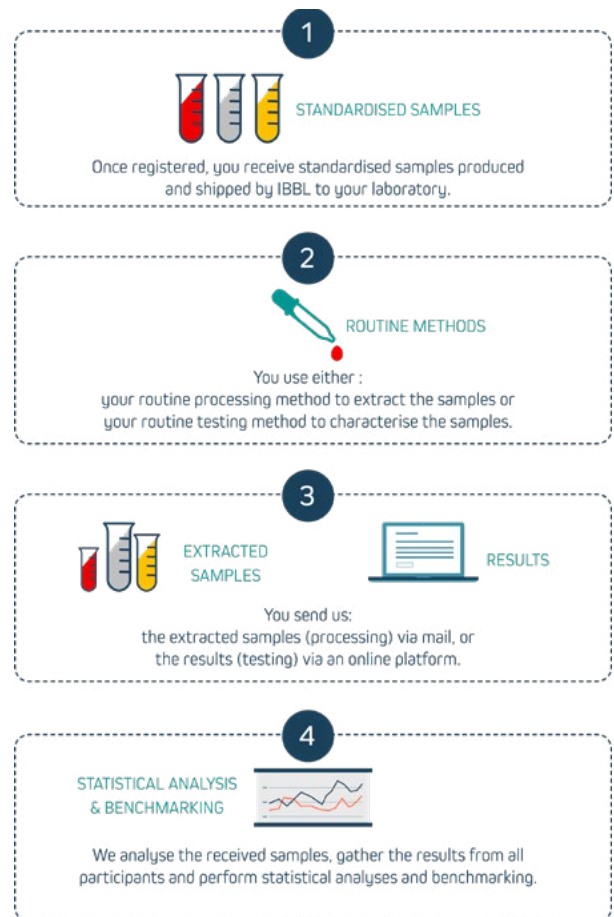 1
STANDARDISED SAMPLES
Once registered, you receive standardised samples produced
and shipped by IBBL to your laboratory.
2
ROUTINE METHODS
You use either :
your routine processing method to extract the samples or
your routine testing method to characterise the samples.
3
EXTRACTED
SAMPLES
RESULTS
You send us:
the extracted samples (processing) via mail, or
the results (testing) via an online platform.
4
STATISTICAL ANALYSIS
& BENCHMARKING
We analyse the received samples, gather the results from all
participants and perform statistical analyses and benchmarking.